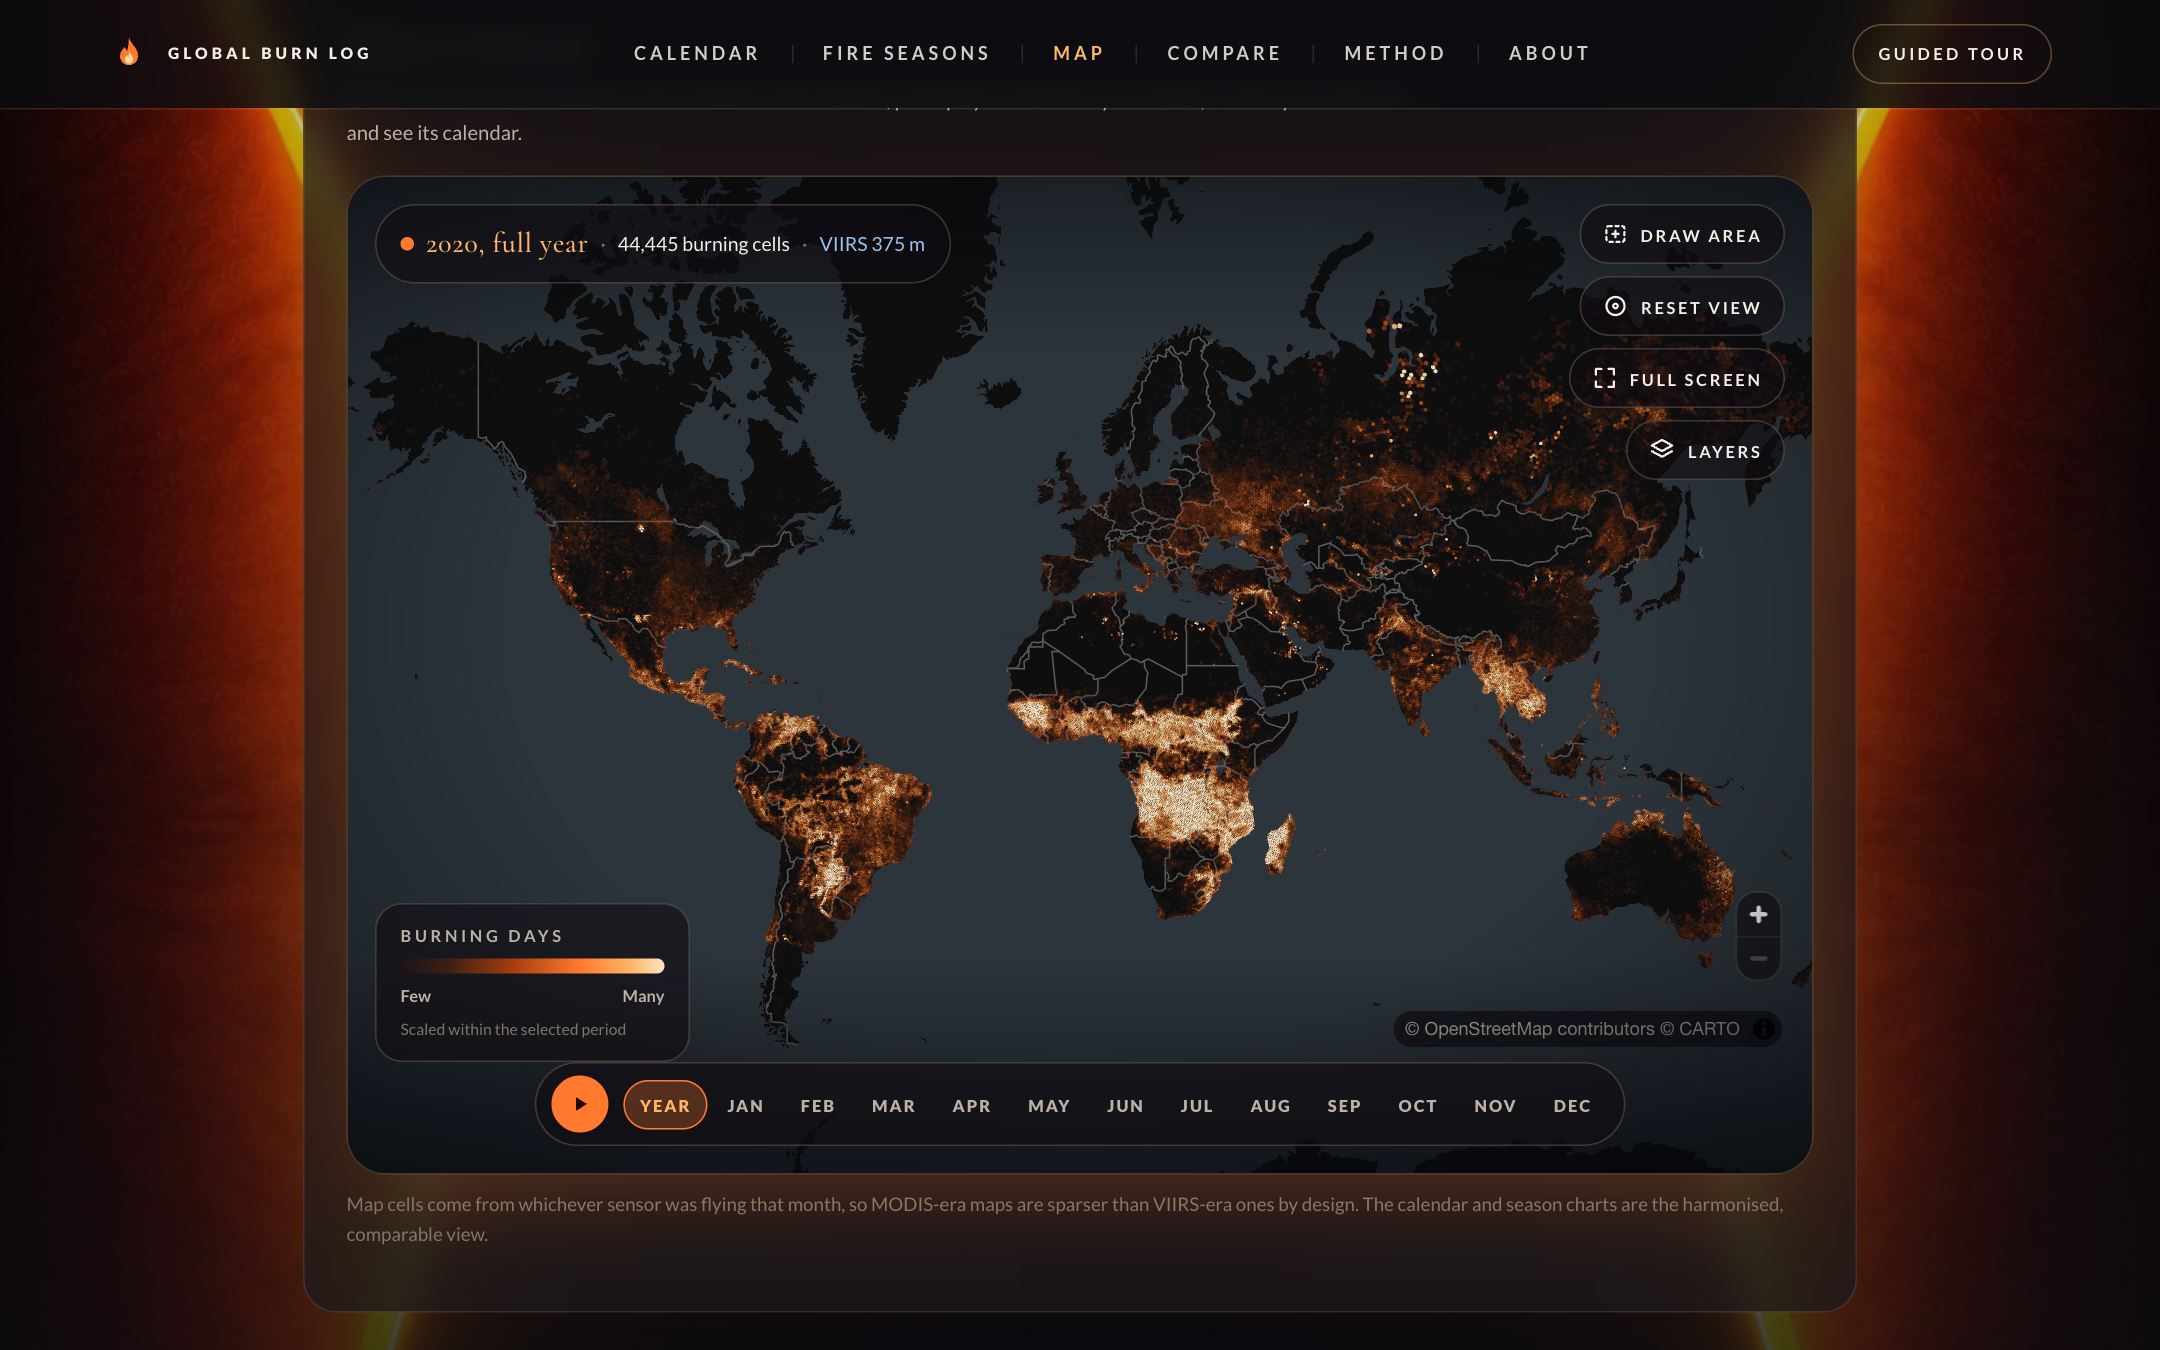 GLOBAL BURN LOG
CALENDAR
FIRE SEASONS
MAP
COMPARE
METHOD
ABOUT
GUIDED TOUR
and see its calendar.
2020, full year · 44,445 burning cells · VIIRS 375 m
DRAW AREA
RESET VIEW
FULL SCREEN
LAYERS
BURNING DAYS
Few Many
Scaled within the selected period
© OpenStreetMap contributors © CARTO
YEAR JAN FEB MAR APR MAY JUN JUL AUG SEP OCT NOV DEC
Map cells come from whichever sensor was flying that month, so MODIS-era maps are sparser than VIIRS-era ones by design. The calendar and season charts are the harmonised,
comparable view.